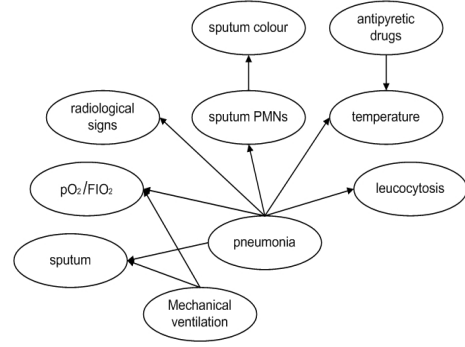 sputum colour
antipyretic
drugs
radiological
signs
sputum PMNs
temperature
pO₂/FIO₂
leucocytosis
pneumonia
sputum
Mechanical
ventilation